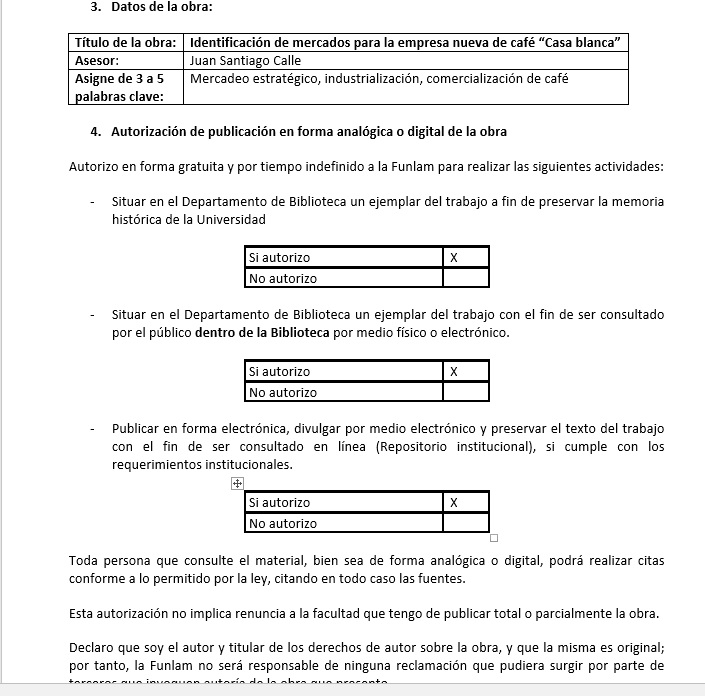 3. Datos de la obra:
Título de la obra: Identificación de mercados para la empresa nueva de café “Casa blanca”
Asesor: Juan Santiago Calle
Asigne de 3 a 5 Mercadeo estratégico, industrialización, comercialización de café
palabras clave:
4. Autorización de publicación en forma analógica o digital de la obra
Autorizo en forma gratuita y por tiempo indefinido a la Funlam para realizar las siguientes actividades:
- Situar en el Departamento de Biblioteca un ejemplar del trabajo a fin de preservar la memoria
histórica de la Universidad
Si autorizo X
No autorizo
- Situar en el Departamento de Biblioteca un ejemplar del trabajo con el fin de ser consultado
por el público dentro de la Biblioteca por medio físico o electrónico.
Si autorizo X
No autorizo
- Publicar en forma electrónica, divulgar por medio electrónico y preservar el texto del trabajo
con el fin de ser consultado en línea (Repositorio institucional), si cumple con los
requerimientos institucionales.
Si autorizo X
No autorizo
Toda persona que consulte el material, bien sea de forma analógica o digital, podrá realizar citas
conforme a lo permitido por la ley, citando en todo caso las fuentes.
Esta autorización no implica renuncia a la facultad que tengo de publicar total o parcialmente la obra.
Declaro que soy el autor y titular de los derechos de autor sobre la obra, y que la misma es original;
por tanto, la Funlam no será responsable de ninguna reclamación que pudiera surgir por parte de
terceros que invoquen autoría de la obra que presento